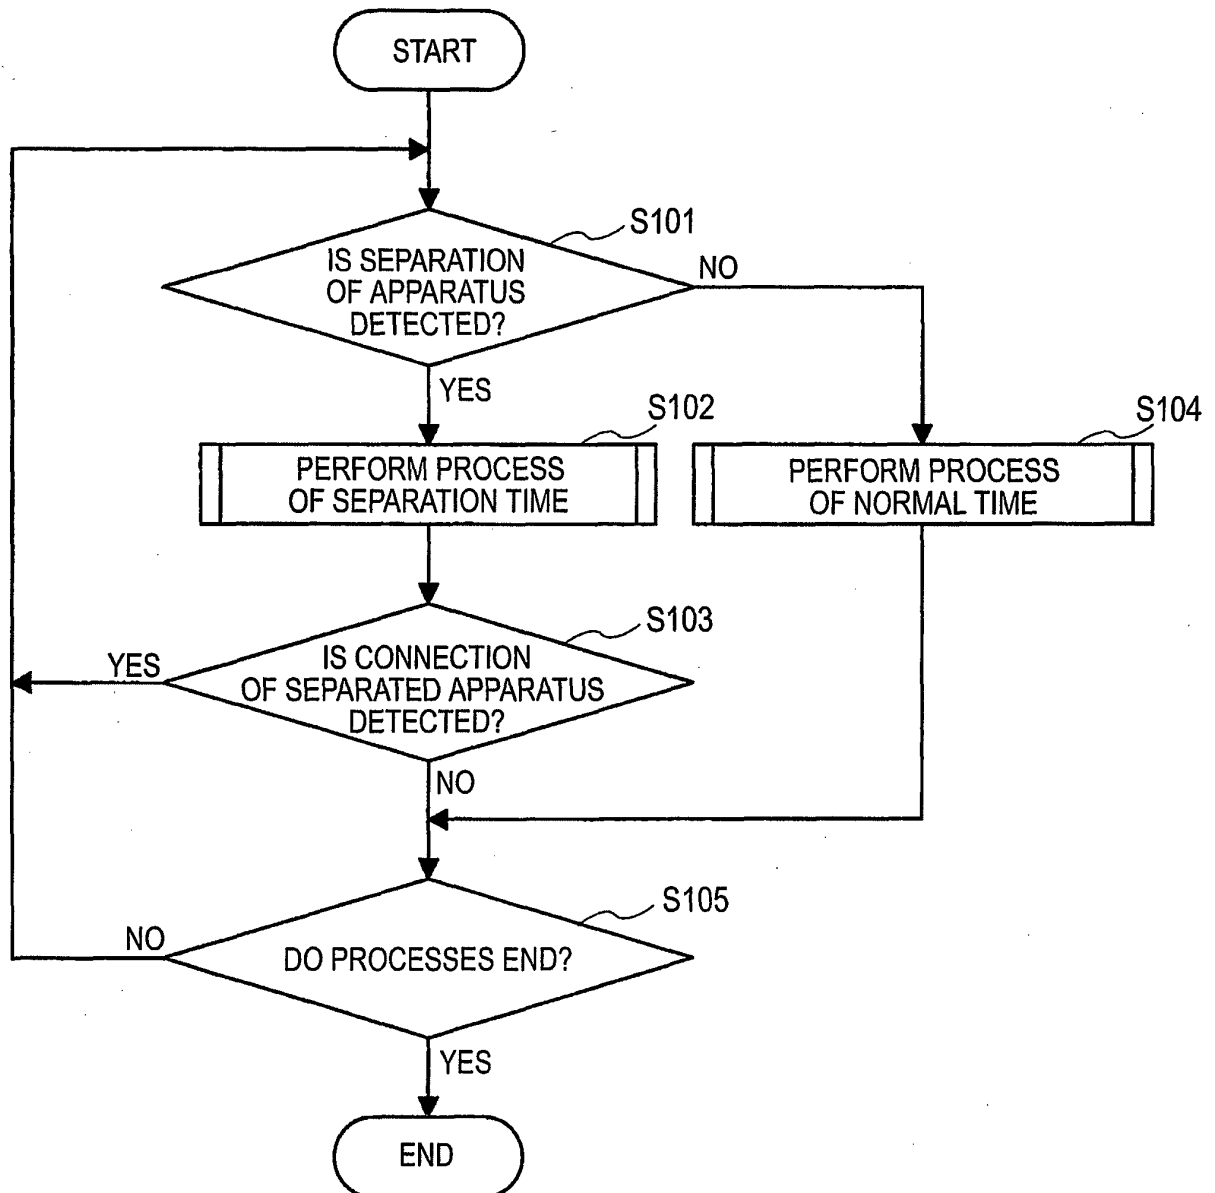 START
S101
IS SEPARATION
OF APPARATUS
DETECTED?
NO
YES
S102
PERFORM PROCESS
OF SEPARATION TIME
S104
PERFORM PROCESS
OF NORMAL TIME
S103
IS CONNECTION
OF SEPARATED APPARATUS
DETECTED?
YES
NO
S105
DO PROCESSES END?
NO
YES
END